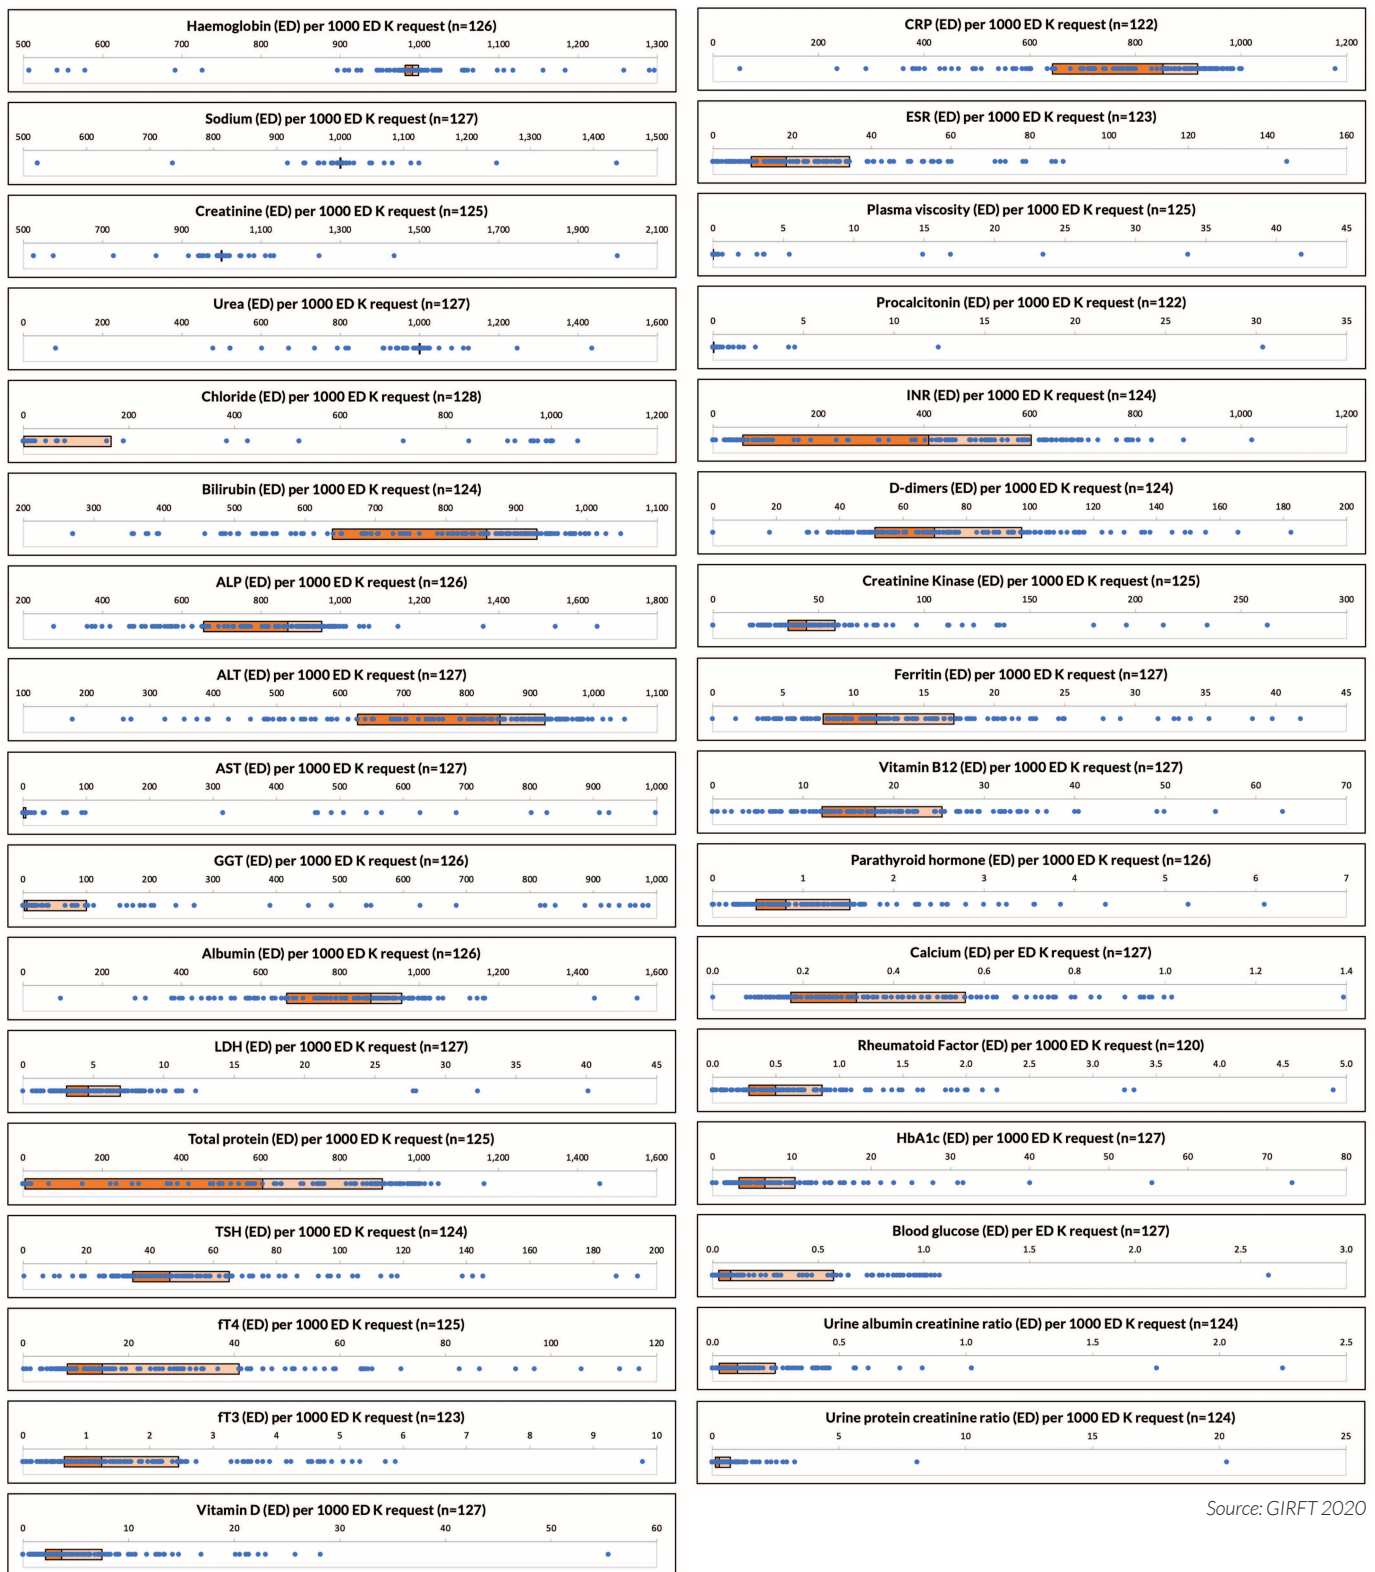 Haemoglobin (ED) per 1000 ED K request (n=126)
500 600 700 800 900 1,000 1,100 1,200 1,300
Sodium (ED) per 1000 ED K request (n=127)
500 600 700 800 900 1,000 1,100 1,200 1,300 1,400 1,500
Creatinine (ED) per 1000 ED K request (n=125)
500 700 900 1,100 1,300 1,500 1,700 1,900 2,100
Urea (ED) per 1000 ED K request (n=127)
0 200 400 600 800 1,000 1,200 1,400 1,600
Chloride (ED) per 1000 ED K request (n=128)
0 200 400 600 800 1,000 1,200
Bilirubin (ED) per 1000 ED K request (n=124)
200 300 400 500 600 700 800 900 1,000 1,100
ALP (ED) per 1000 ED K request (n=126)
200 400 600 800 1,000 1,200 1,400 1,600 1,800
ALT (ED) per 1000 ED K request (n=127)
100 200 300 400 500 600 700 800 900 1,000 1,100
AST (ED) per 1000 ED K request (n=127)
0 100 200 300 400 500 600 700 800 900 1,000
GGT (ED) per 1000 ED K request (n=126)
0 100 200 300 400 500 600 700 800 900 1,000
Albumin (ED) per 1000 ED K request (n=126)
0 200 400 600 800 1,000 1,200 1,400 1,600
LDH (ED) per 1000 ED K request (n=127)
0 5 10 15 20 25 30 35 40 45
Total protein (ED) per 1000 ED K request (n=125)
0 200 400 600 800 1,000 1,200 1,400 1,600
TSH (ED) per 1000 ED K request (n=124)
0 20 40 60 80 100 120 140 160 180 200
fT4 (ED) per 1000 ED K request (n=125)
0 20 40 60 80 100 120
fT3 (ED) per 1000 ED K request (n=123)
0 1 2 3 4 5 6 7 8 9 10
Vitamin D (ED) per 1000 ED K request (n=127)
0 10 20 30 40 50 60
CRP (ED) per 1000 ED K request (n=122)
0 200 400 600 800 1,000 1,200
ESR (ED) per 1000 ED K request (n=123)
0 20 40 60 80 100 120 140 160
Plasma viscosity (ED) per 1000 ED K request (n=125)
0 5 10 15 20 25 30 35 40 45
Procalcitonin (ED) per 1000 ED K request (n=122)
0 5 10 15 20 25 30 35
INR (ED) per 1000 ED K request (n=124)
0 200 400 600 800 1,000 1,200
D-dimers (ED) per 1000 ED K request (n=124)
0 20 40 60 80 100 120 140 160 180 200
Creatinine Kinase (ED) per 1000 ED K request (n=125)
0 50 100 150 200 250 300
Ferritin (ED) per 1000 ED K request (n=127)
0 5 10 15 20 25 30 35 40 45
Vitamin B12 (ED) per 1000 ED K request (n=127)
0 10 20 30 40 50 60 70
Parathyroid hormone (ED) per 1000 ED K request (n=126)
0 1 2 3 4 5 6 7
Calcium (ED) per ED K request (n=127)
0.0 0.2 0.4 0.6 0.8 1.0 1.2 1.4
Rheumatoid Factor (ED) per 1000 ED K request (n=120)
0.0 0.5 1.0 1.5 2.0 2.5 3.0 3.5 4.0 4.5 5.0
HbA1c (ED) per 1000 ED K request (n=127)
0 10 20 30 40 50 60 70 80
Blood glucose (ED) per ED K request (n=127)
0.0 0.5 1.0 1.5 2.0 2.5 3.0
Urine albumin creatinine ratio (ED) per 1000 ED K request (n=124)
0.0 0.5 1.0 1.5 2.0 2.5
Urine protein creatinine ratio (ED) per 1000 ED K request (n=124)
0 5 10 15 20 25
Source: GIRFT 2020